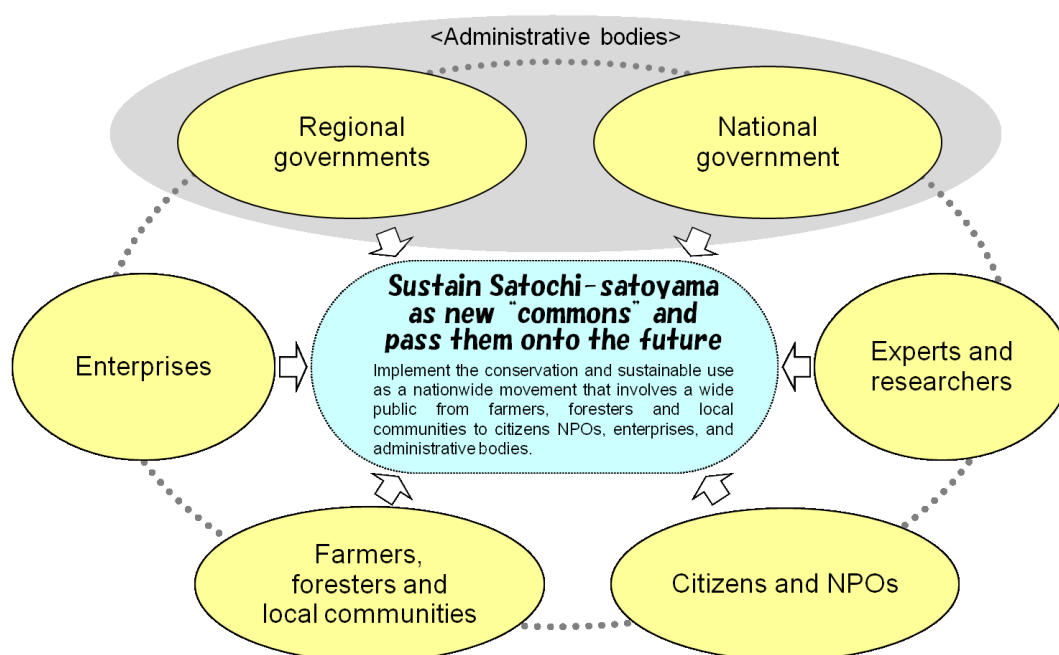 <Administrative bodies>
Regional
governments
National
government
Enterprises
Sustain Satochi-satoyama
as new "commons" and
pass them onto the future
Implement the conservation and sustainable use
as a nationwide movement that involves a wide
public from farmers, foresters and local
communities to citizens NPOs, enterprises, and
administrative bodies.
Experts and
researchers
Farmers,
foresters and
local communities
Citizens and NPOs